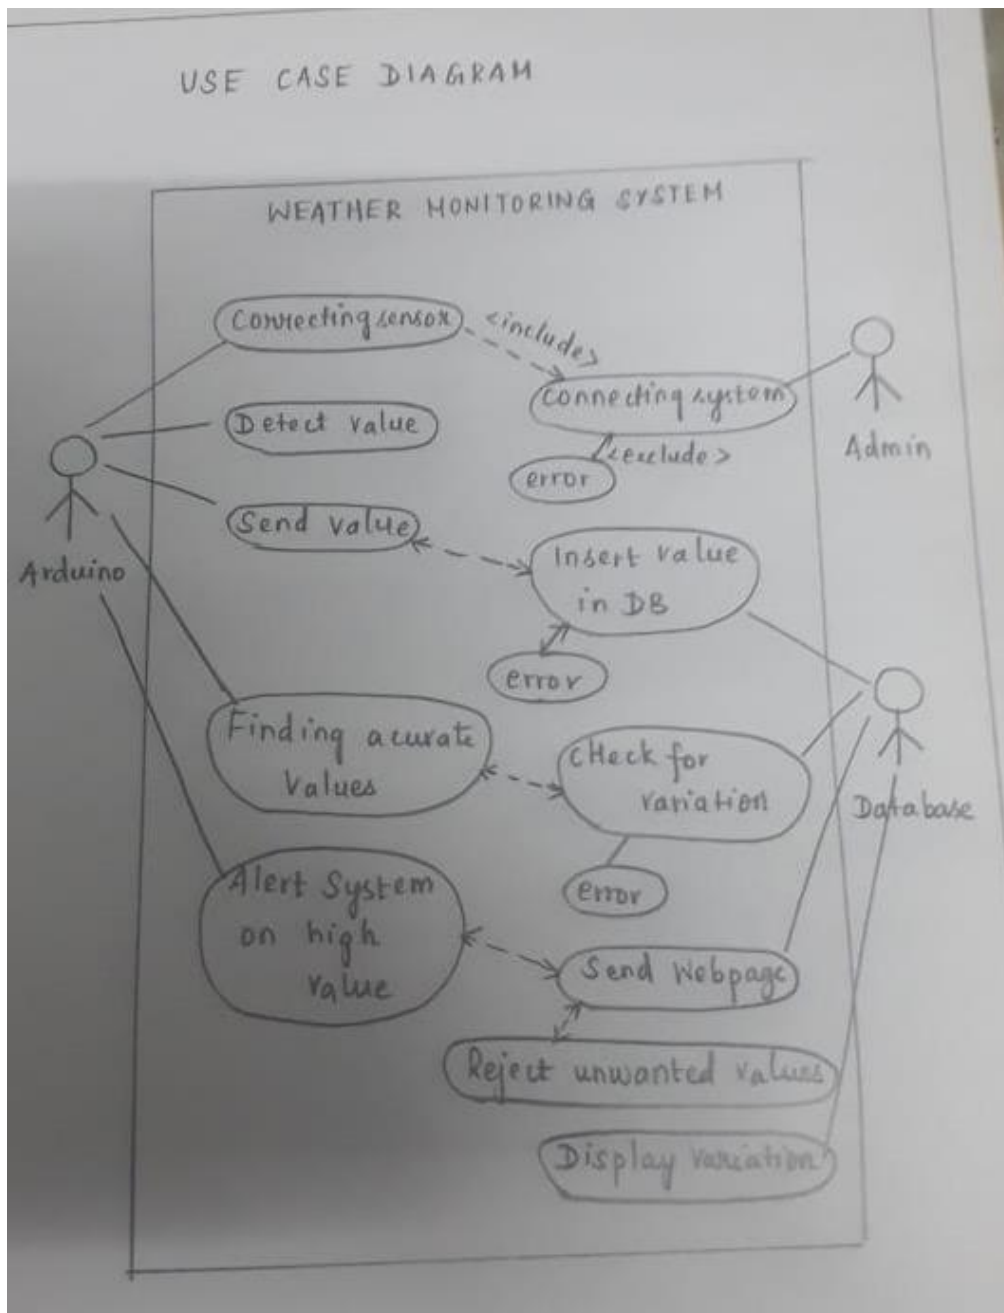 USE CASE DIAGRAM
WEATHER MONITORING SYSTEM
Connecting sensor
<include>
Connecting system
Admin
Detect value
<exclude>
error
Send value
Arduino
Insert value
in DB
error
Finding acurate
Values
cHeck for
variation
Database
error
Alert System
on high
value
Send Webpage
Reject unwanted values
Display variation